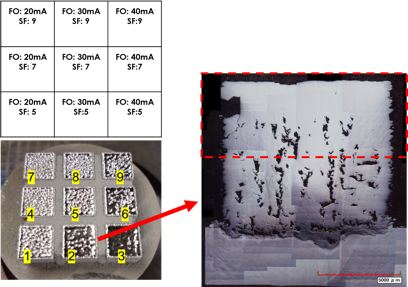 FO: 20mA FO: 30mA FO: 40mA
SF: 9 SF: 9 SF:9
FO: 20mA FO: 30mA FO: 40mA
SF: 7 SF: 7 SF:7
FO: 20mA FO: 30mA FO: 40mA
SF: 5 SF:5 SF:5
7 8 9
4 5 6
1 2 3
5000 μm